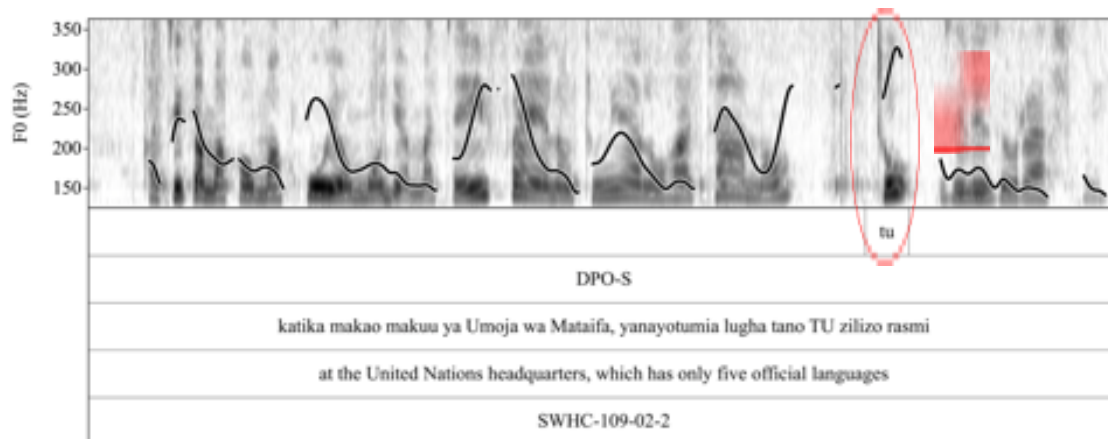 350
300
250
200
150
F0 (Hz)
tu
DPO-S
katika makao makuu ya Umoja wa Mataifa, yanayotumia lugha tano TU zilizo rasmi
at the United Nations headquarters, which has only five official languages
SWHC-109-02-2